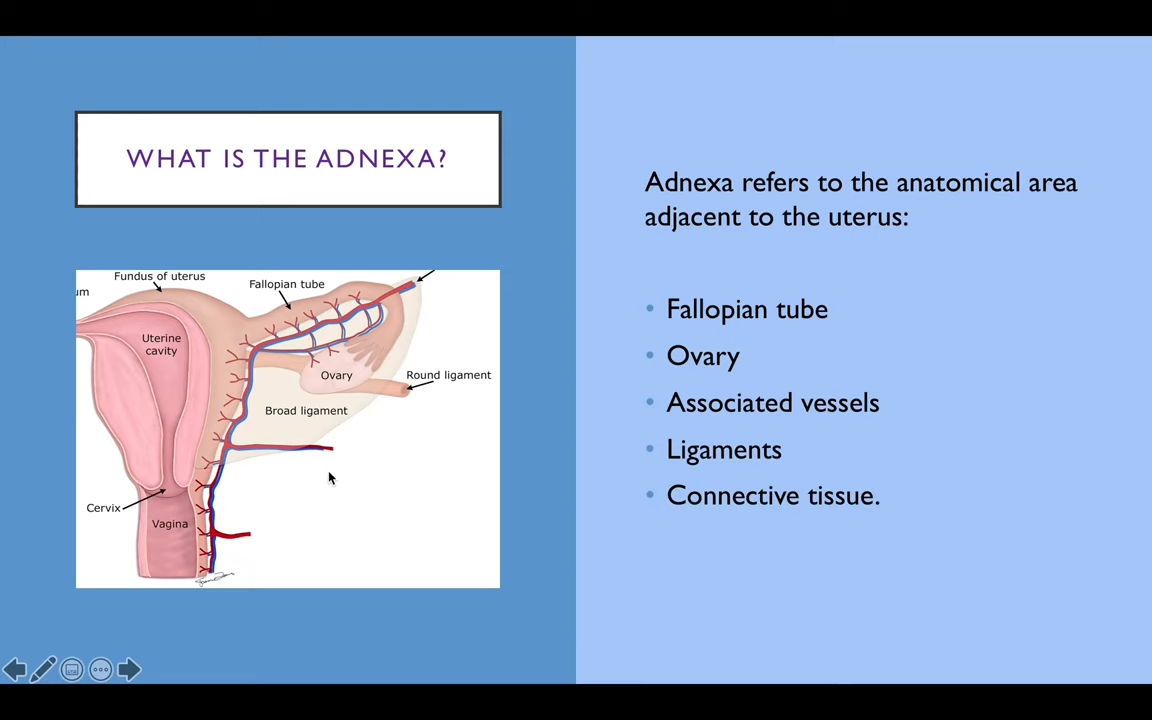 WHAT IS THE ADNEXA?
Fundus of uterus
um
Fallopian tube
Uterine
cavity
Ovary
Round ligament
Broad ligament
Cervix
Vagina
Adnexa refers to the anatomical area
adjacent to the uterus:
• Fallopian tube
• Ovary
• Associated vessels
• Ligaments
• Connective tissue.